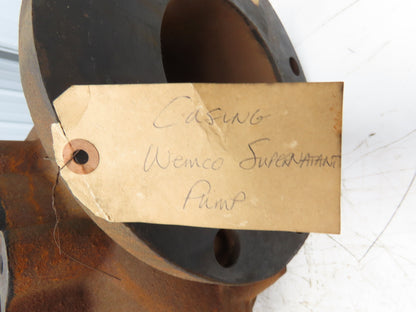 Casing
Wemco Supernatant
Pump